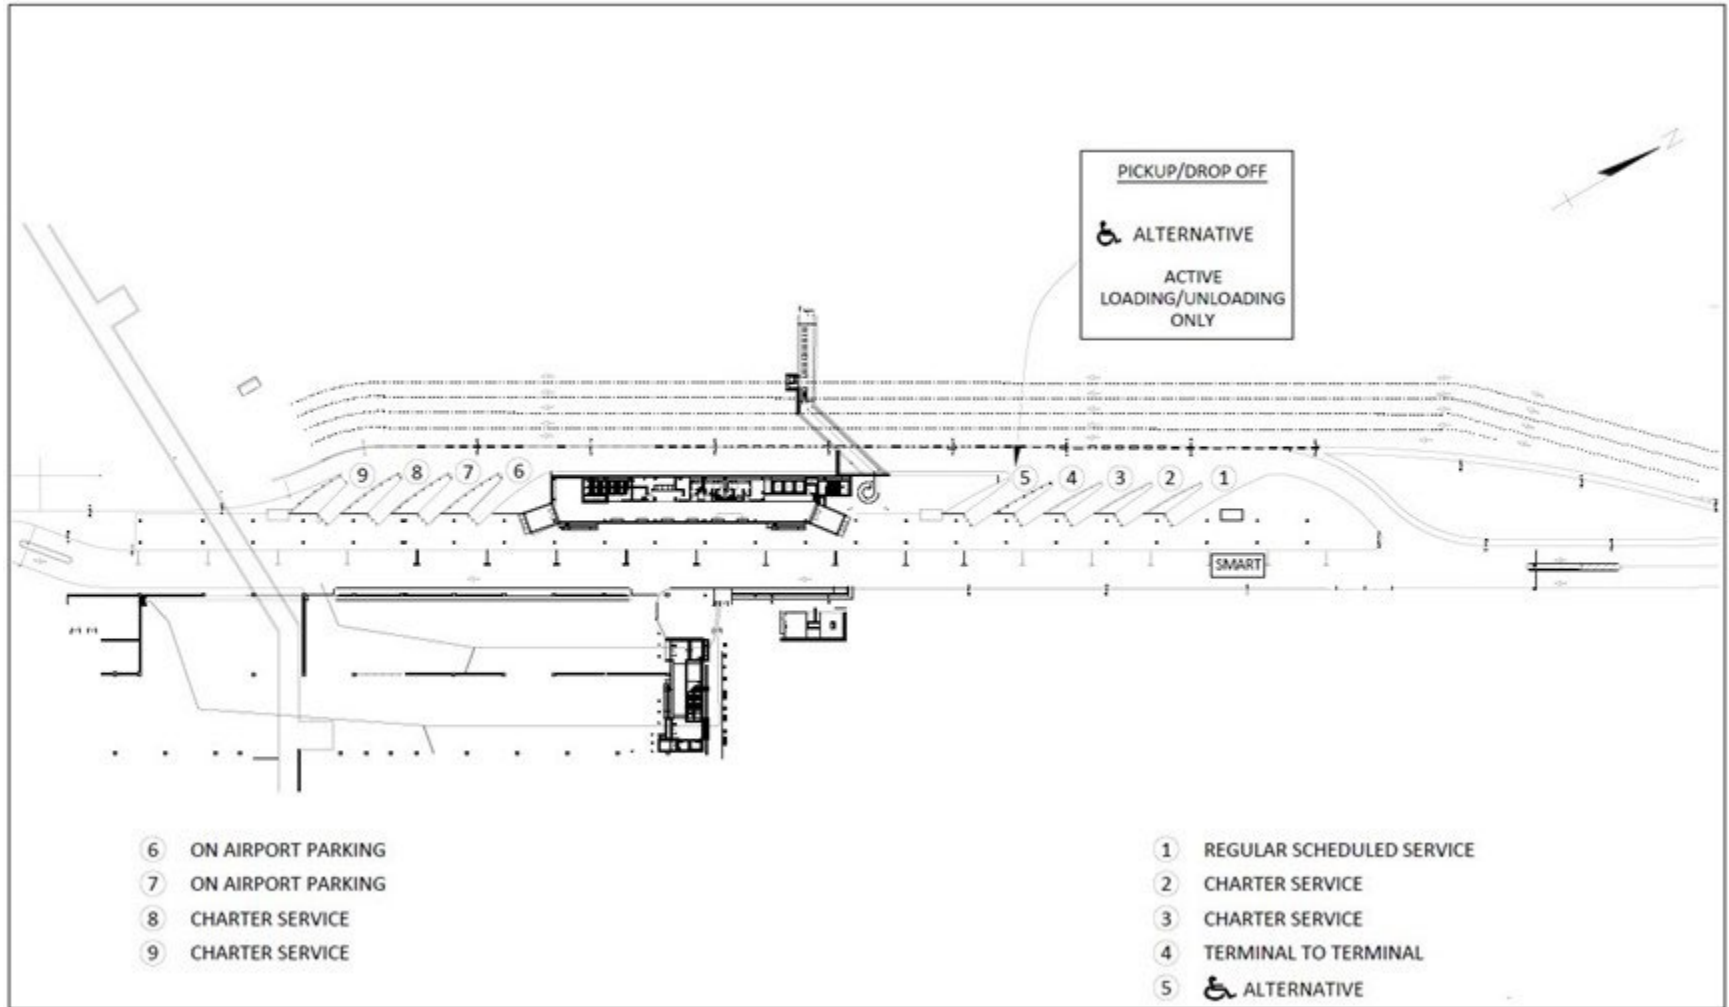 N
PICKUP/DROP OFF
ALTERNATIVE
ACTIVE
LOADING/UNLOADING
ONLY
9
8
7
6
5
4
3
2
1
SMART
6 ON AIRPORT PARKING
7 ON AIRPORT PARKING
8 CHARTER SERVICE
9 CHARTER SERVICE
1 REGULAR SCHEDULED SERVICE
2 CHARTER SERVICE
3 CHARTER SERVICE
4 TERMINAL TO TERMINAL
5 ALTERNATIVE